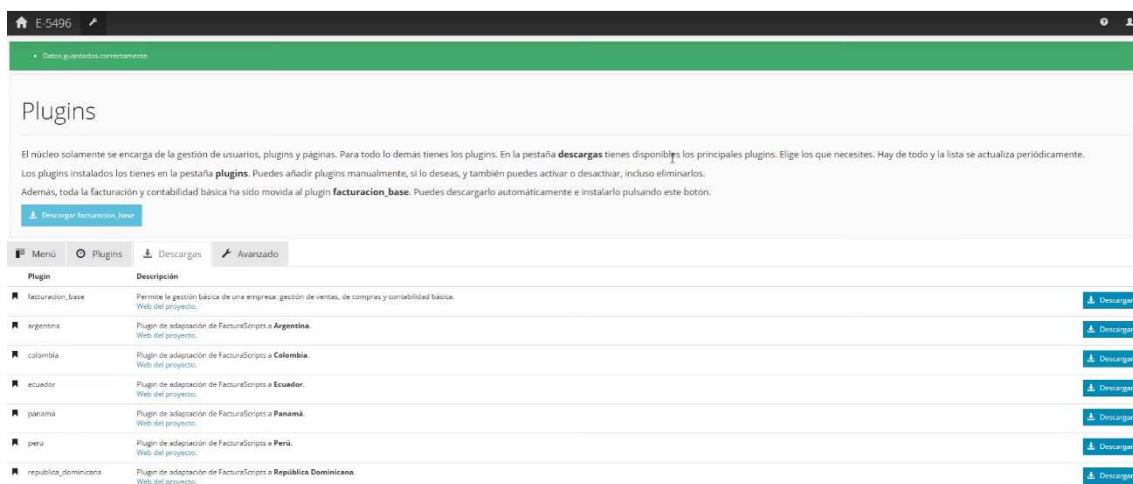 E-5496
Datos guardados correctamente
Plugins
El núcleo solamente se encarga de la gestión de usuarios, plugins y páginas. Para todo lo demás tienes los plugins. En la pestaña descargas tienes disponibles los principales plugins. Elige los que necesites. Hay de todo y la lista se actualiza periódicamente.
Los plugins instalados los tienes en la pestaña plugins. Puedes añadir plugins manualmente, si lo deseas, y también puedes activar o desactivar, incluso eliminarlos.
Además, toda la facturación y contabilidad básica ha sido movida al plugin facturacion_base. Puedes descargarlo automáticamente e instalarlo pulsando este botón.
Descargar facturacion_base
Menú Plugins Descargas Avanzado
Plugin Descripción
facturacion_base Permite la gestión básica de una empresa: gestión de ventas, de compras y contabilidad básica. Descargar
Web del proyecto.
argentina Plugin de adaptación de FacturaScripts a Argentina. Descargar
Web del proyecto.
colombia Plugin de adaptación de FacturaScripts a Colombia. Descargar
Web del proyecto.
ecuador Plugin de adaptación de FacturaScripts a Ecuador. Descargar
Web del proyecto.
panama Plugin de adaptación de FacturaScripts a Panamá. Descargar
Web del proyecto.
peru Plugin de adaptación de FacturaScripts a Perú. Descargar
Web del proyecto.
republica_dominicana Plugin de adaptación de FacturaScripts a República Dominicana. Descargar
Web del proyecto.